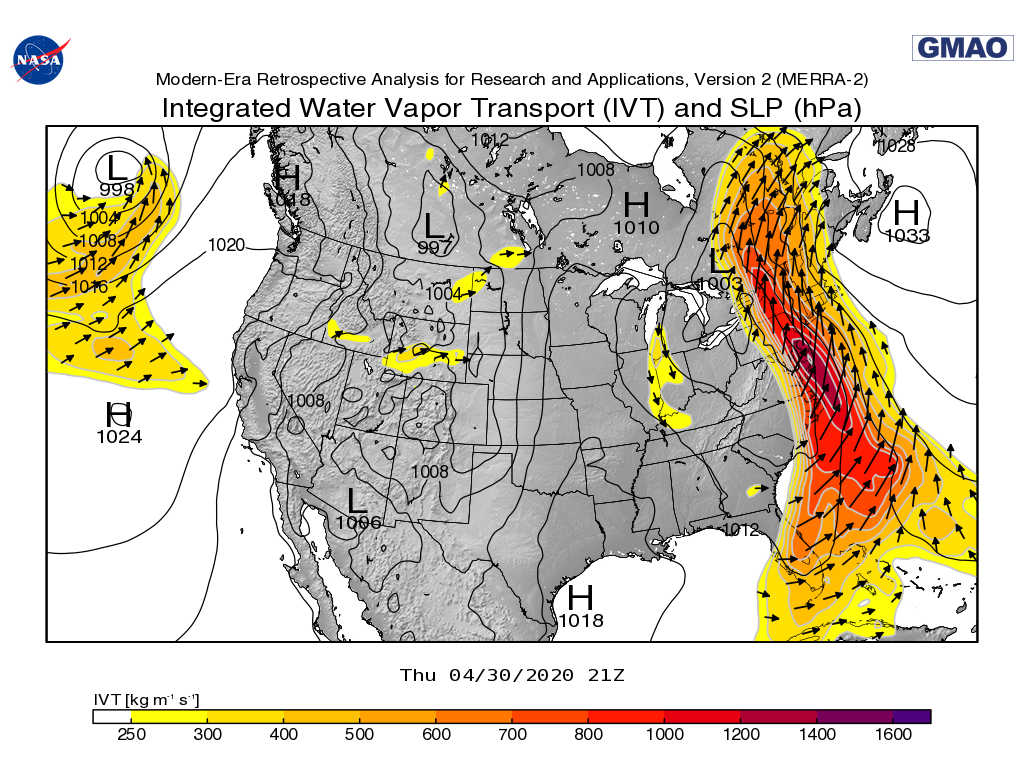 NASA
GMAO
Modern-Era Retrospective Analysis for Research and Applications, Version 2 (MERRA-2)
Integrated Water Vapor Transport (IVT) and SLP (hPa)
1012
1028
L
998
H
1018
1008
H
1010
H
1033
1004
L
997
1008
1020
1012
L
1003
1016
1004
1008
H
1024
1008
L
1006
1012
H
1018
Thu 04/30/2020 21Z
IVT [kg m⁻¹ s⁻¹]
250 300 400 500 600 700 800 1000 1200 1400 1600